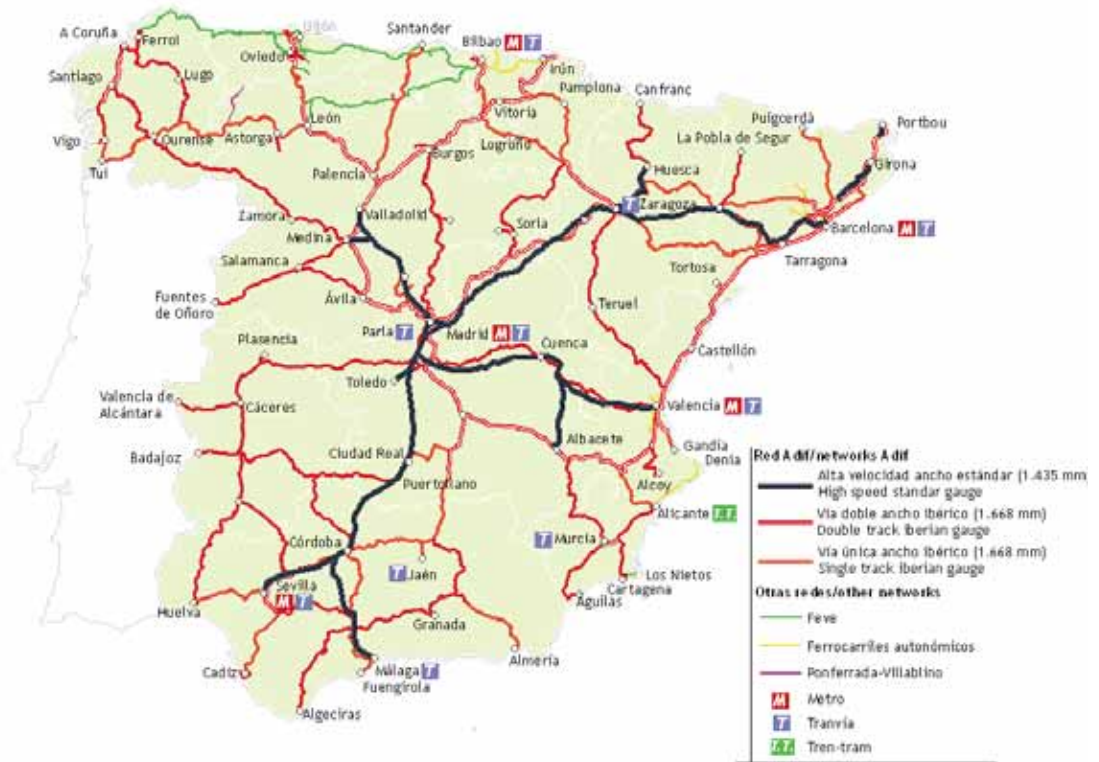 A Coruña
Ferrol
Gijón
Santander
Bilbao M T
Oviedo
Irún
Santiago
Lugo
Pamplona
Canfranc
Puigcerdà
Portbou
Vitoria
León
La Pobla de Segur
Vigo
Ourense
Astorga
Logroño
Burgos
Girona
Tui
Huesca
Palencia
T Zaragoza
Zamora
Valladolid
Soria
Barcelona M T
Medina
Salamanca
Tarragona
Tortosa
Fuentes
de Oñoro
Ávila
Teruel
Parla T
Madrid M T
Plasencia
Cuenca
Castellón
Toledo
Valencia de
Alcántara
Cáceres
Valencia M T
Albacete
Gandia
Denia
Badajoz
Ciudad Real
Puertollano
Alcoy
Alicante T.T.
Córdoba
T Murcia
T Jaén
Los Nietos
Sevilla
M T
Cartagena
Huelva
Águilas
Granada
Almería
Cadiz
Málaga T
Fuengirola
Algeciras
Red Adif/networks Adif
Alta velocidad ancho estándar (1.435 mm
High speed standar gauge
Vía doble ancho ibérico (1.668 mm)
Double track iberian gauge
Vía única ancho ibérico (1.668 mm)
Single track iberian gauge
Otras redes/other networks
Feve
Ferrocarriles autonómicos
Ponferrada-Villablino
M Metro
T Tranvía
T.T. Tren-tram